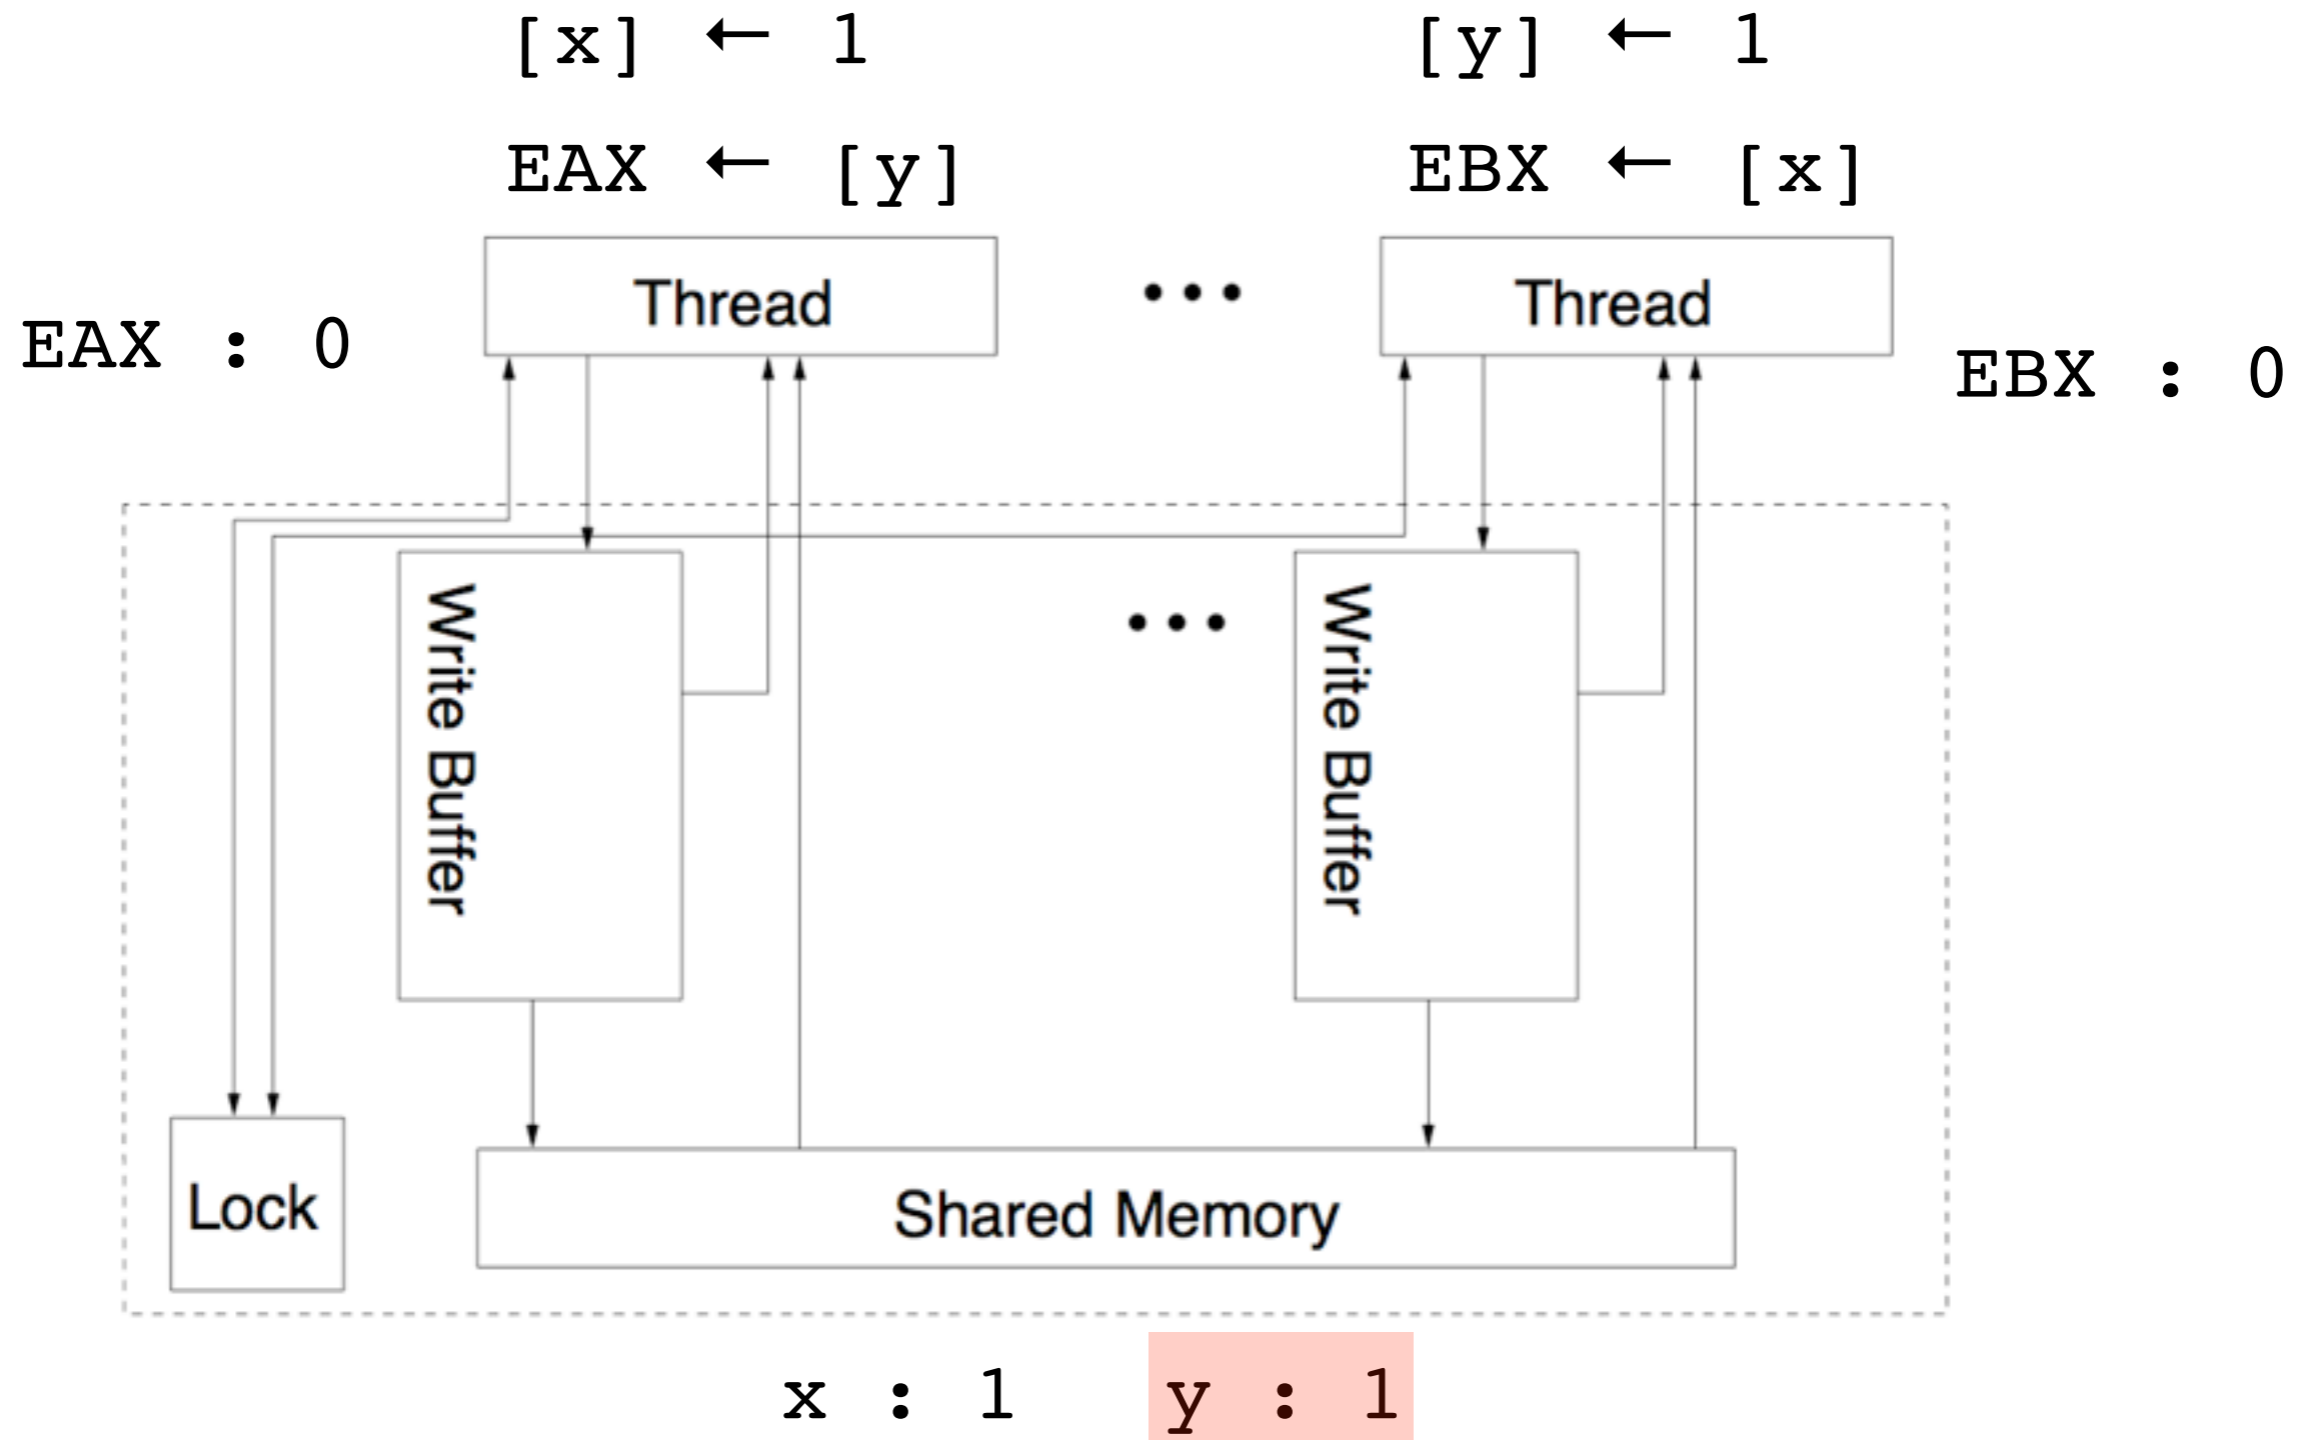 [x] ← 1
[y] ← 1
EAX ← [y]
EBX ← [x]
Thread
...
Thread
EAX : 0
EBX : 0
Write Buffer
...
Write Buffer
Lock
Shared Memory
x : 1
y : 1